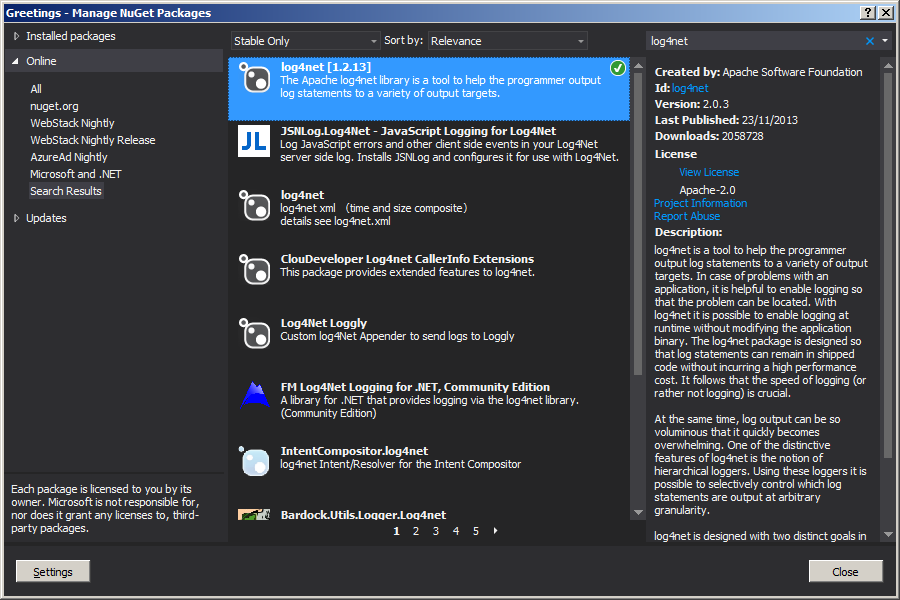 Greetings - Manage NuGet Packages
Installed packages
Online
All
nuget.org
WebStack Nightly
WebStack Nightly Release
AzureAd Nightly
Microsoft and .NET
Search Results
Updates
Each package is licensed to you by its
owner. Microsoft is not responsible for,
nor does it grant any licenses to, third-
party packages.
Settings
Stable Only
Sort by: Relevance
log4net [1.2.13]
The Apache log4net library is a tool to help the programmer output
log statements to a variety of output targets.
JL
JSNLog.Log4Net - JavaScript Logging for Log4Net
Log JavaScript errors and other client side events in your Log4Net
server side log. Installs JSNLog and configures it for use with Log4Net.
log4net
log4net xml （time and size composite）
details see log4net.xml
ClouDeveloper Log4net CallerInfo Extensions
This package provides extended features to log4net.
Log4Net Loggly
Custom log4Net Appender to send logs to Loggly
FM Log4Net Logging for .NET, Community Edition
A library for .NET that provides logging via the log4net library.
(Community Edition)
IntentCompositor.log4net
log4net Intent/Resolver for the Intent Compositor
Bardock.Utils.Logger.Log4net
1 2 3 4 5
log4net
Created by: Apache Software Foundation
Id: log4net
Version: 2.0.3
Last Published: 23/11/2013
Downloads: 2058728
License
View License
Apache-2.0
Project Information
Report Abuse
Description:
log4net is a tool to help the programmer
output log statements to a variety of output
targets. In case of problems with an
application, it is helpful to enable logging so
that the problem can be located. With
log4net it is possible to enable logging at
runtime without modifying the application
binary. The log4net package is designed so
that log statements can remain in shipped
code without incurring a high performance
cost. It follows that the speed of logging (or
rather not logging) is crucial.
At the same time, log output can be so
voluminous that it quickly becomes
overwhelming. One of the distinctive
features of log4net is the notion of
hierarchical loggers. Using these loggers it is
possible to selectively control which log
statements are output at arbitrary
granularity.
log4net is designed with two distinct goals in
Close